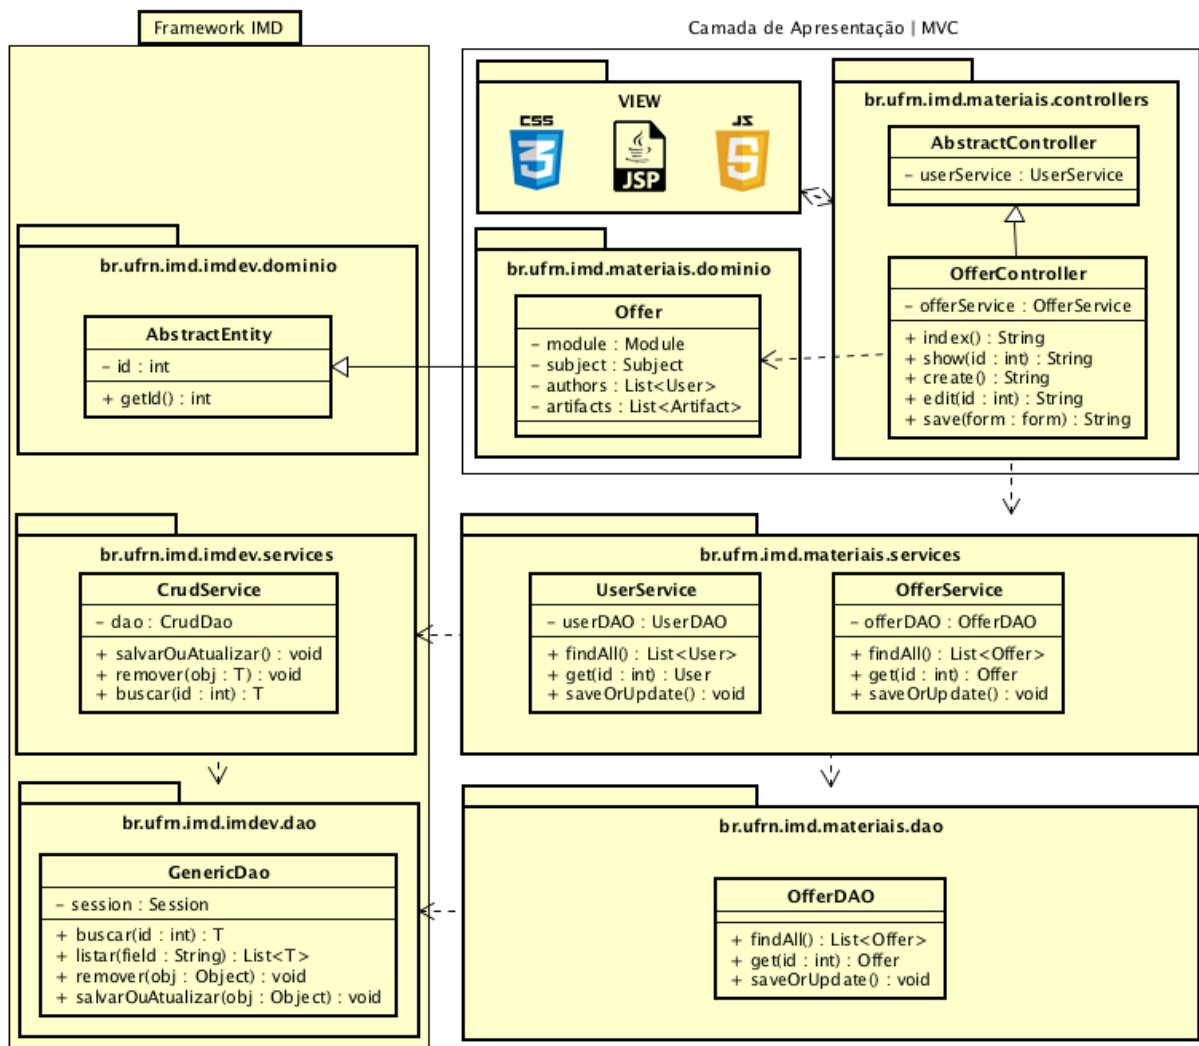 Framework IMD
Camada de Apresentação | MVC
VIEW
CSS
3
JSP
JS
5
br.ufrn.imd.materiais.controllers
AbstractController
– userService : UserService
OfferController
– offerService : OfferService
+ index() : String
+ show(id : int) : String
+ create() : String
+ edit(id : int) : String
+ save(form : form) : String
br.ufrn.imd.imdev.dominio
AbstractEntity
– id : int
+ getId() : int
br.ufrn.imd.materiais.dominio
Offer
– module : Module
– subject : Subject
– authors : List<User>
– artifacts : List<Artifact>
br.ufrn.imd.imdev.services
CrudService
– dao : CrudDao
+ salvarOuAtualizar() : void
+ remover(obj : T) : void
+ buscar(id : int) : T
br.ufrn.imd.materiais.services
UserService
– userDAO : UserDAO
+ findAll() : List<User>
+ get(id : int) : User
+ saveOrUpdate() : void
OfferService
– offerDAO : OfferDAO
+ findAll() : List<Offer>
+ get(id : int) : Offer
+ saveOrUpdate() : void
br.ufrn.imd.imdev.dao
GenericDao
– session : Session
+ buscar(id : int) : T
+ listar(field : String) : List<T>
+ remover(obj : Object) : void
+ salvarOuAtualizar(obj : Object) : void
br.ufrn.imd.materiais.dao
OfferDAO
+ findAll() : List<Offer>
+ get(id : int) : Offer
+ saveOrUpdate() : void